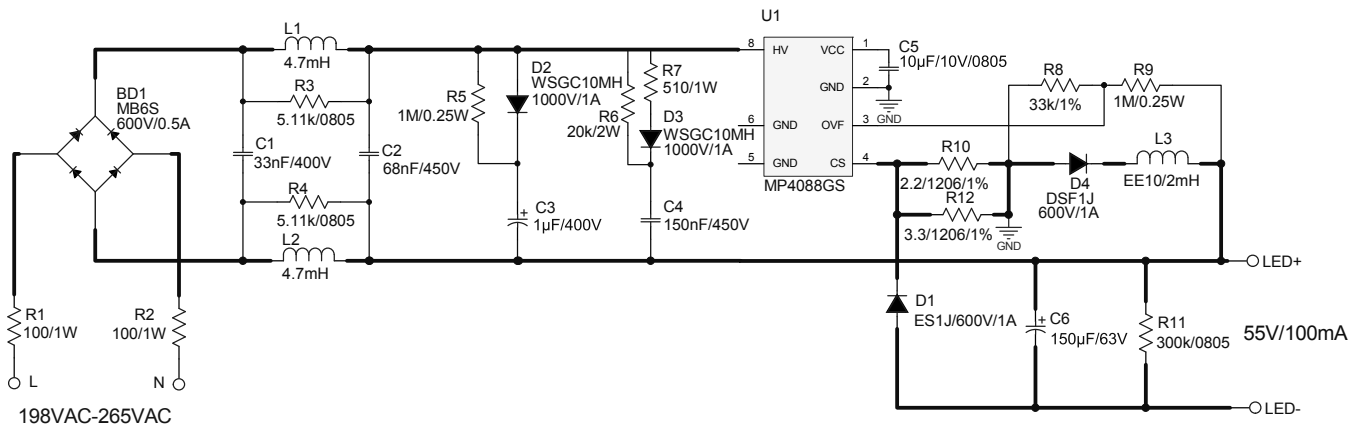 U1
L1
4.7mH
8
HV
VCC
1
C5
10µF/10V/0805
BD1
MB6S
600V/0.5A
R3
5.11k/0805
R5
1M/0.25W
D2
WSGC10MH
1000V/1A
R7
510/1W
R6
20k/2W
D3
WSGC10MH
1000V/1A
GND
2
GND
R8
33k/1%
R9
1M/0.25W
6
GND
OVF
3
C1
33nF/400V
C2
68nF/450V
5
GND
CS
4
MP4088GS
R10
2.2/1206/1%
D4
DSF1J
600V/1A
L3
EE10/2mH
R4
5.11k/0805
C3
+
1µF/400V
C4
150nF/450V
R12
3.3/1206/1%
GND
L2
4.7mH
LED+
R1
100/1W
R2
100/1W
D1
ES1J/600V/1A
+
C6
150µF/63V
R11
300k/0805
55V/100mA
L
N
198VAC-265VAC
LED-